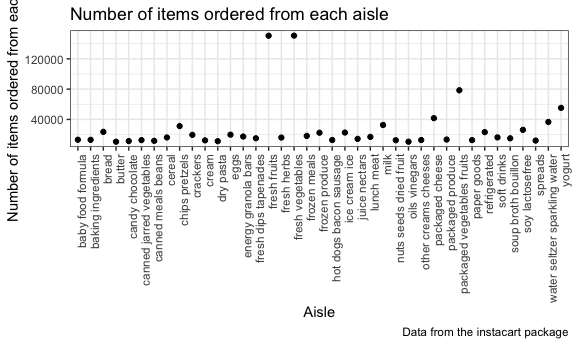 Number of items ordered from each aisle
Number of items ordered from eac
120000
80000
40000
baby food formula
baking ingredients
bread
butter
candy chocolate
canned jarred vegetables
canned meals beans
cereal
chips pretzels
crackers
cream
dry pasta
eggs
energy granola bars
fresh dips tapenades
fresh fruits
fresh herbs
fresh vegetables
frozen meals
frozen produce
hot dogs bacon sausage
ice cream ice
juice nectars
lunch meat
milk
nuts seeds dried fruit
oils vinegars
other creams cheeses
packaged cheese
packaged produce
packaged vegetables fruits
paper goods
refrigerated
soft drinks
soup broth bouillon
soy lactosefree
spreads
water seltzer sparkling water
yogurt
Aisle
Data from the instacart package